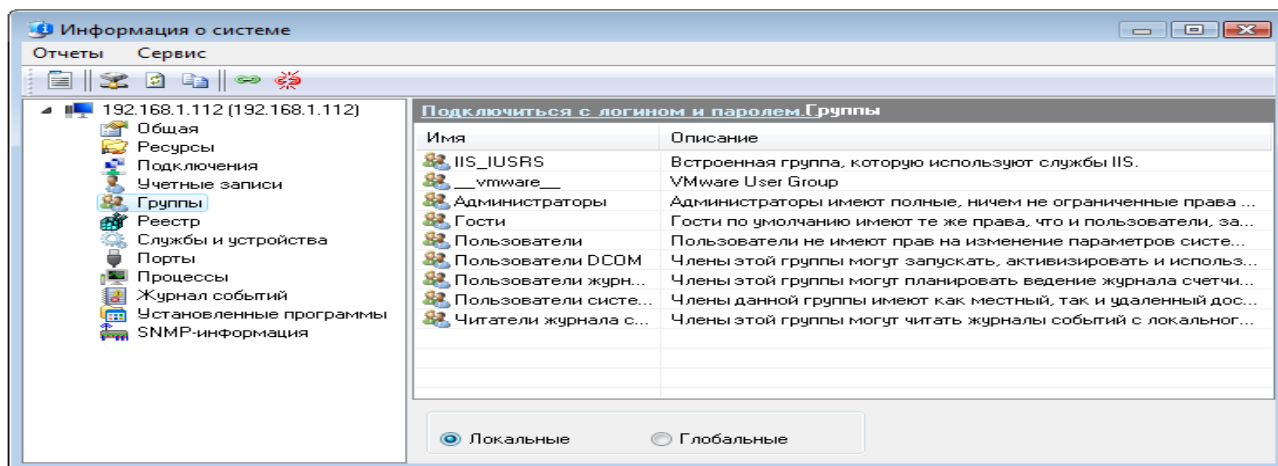 Информация о системе
Отчеты Сервис
192.168.1.112 (192.168.1.112)
Общая
Ресурсы
Подключения
Учетные записи
Группы
Реестр
Службы и устройства
Порты
Процессы
Журнал событий
Установленные программы
SNMP-информация
Подключиться с логином и паролем.Группы
Имя Описание
IIS_IUSRS Встроенная группа, которую используют службы IIS.
__vmware__ VMware User Group
Администраторы Администраторы имеют полные, ничем не ограниченные права ...
Гости Гости по умолчанию имеют те же права, что и пользователи, за...
Пользователи Пользователи не имеют прав на изменение параметров систе...
Пользователи DCOM Члены этой группы могут запускать, активизировать и использ...
Пользователи журн... Члены этой группы могут планировать ведение журнала счетчи...
Пользователи систе... Члены данной группы имеют как местный, так и удаленный дос...
Читатели журнала с... Члены этой группы могут читать журналы событий с локальног...
Локальные Глобальные